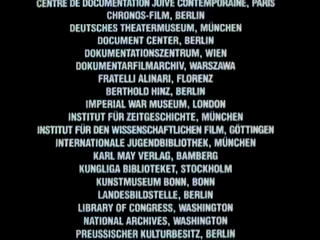 CENTRE DE DOCUMENTATION JUIVE CONTEMPORAINE, PARIS
CHRONOS-FILM, BERLIN
DEUTSCHES THEATERMUSEUM, MÜNCHEN
DOCUMENT CENTER, BERLIN
DOKUMENTATIONSZENTRUM, WIEN
DOKUMENTARFILMARCHIV, WARSZAWA
FRATELLI ALINARI, FLORENZ
BERTHOLD HINZ, BERLIN
IMPERIAL WAR MUSEUM, LONDON
INSTITUT FÜR ZEITGESCHICHTE, MÜNCHEN
INSTITUT FÜR DEN WISSENSCHAFTLICHEN FILM, GÖTTINGEN
INTERNATIONALE JUGENDBIBLIOTHEK, MÜNCHEN
KARL MAY VERLAG, BAMBERG
KUNGLIGA BIBLIOTEKET, STOCKHOLM
KUNSTMUSEUM BONN, BONN
LANDESBILDSTELLE, BERLIN
LIBRARY OF CONGRESS, WASHINGTON
NATIONAL ARCHIVES, WASHINGTON
PREUSSISCHER KULTURBESITZ, BERLIN